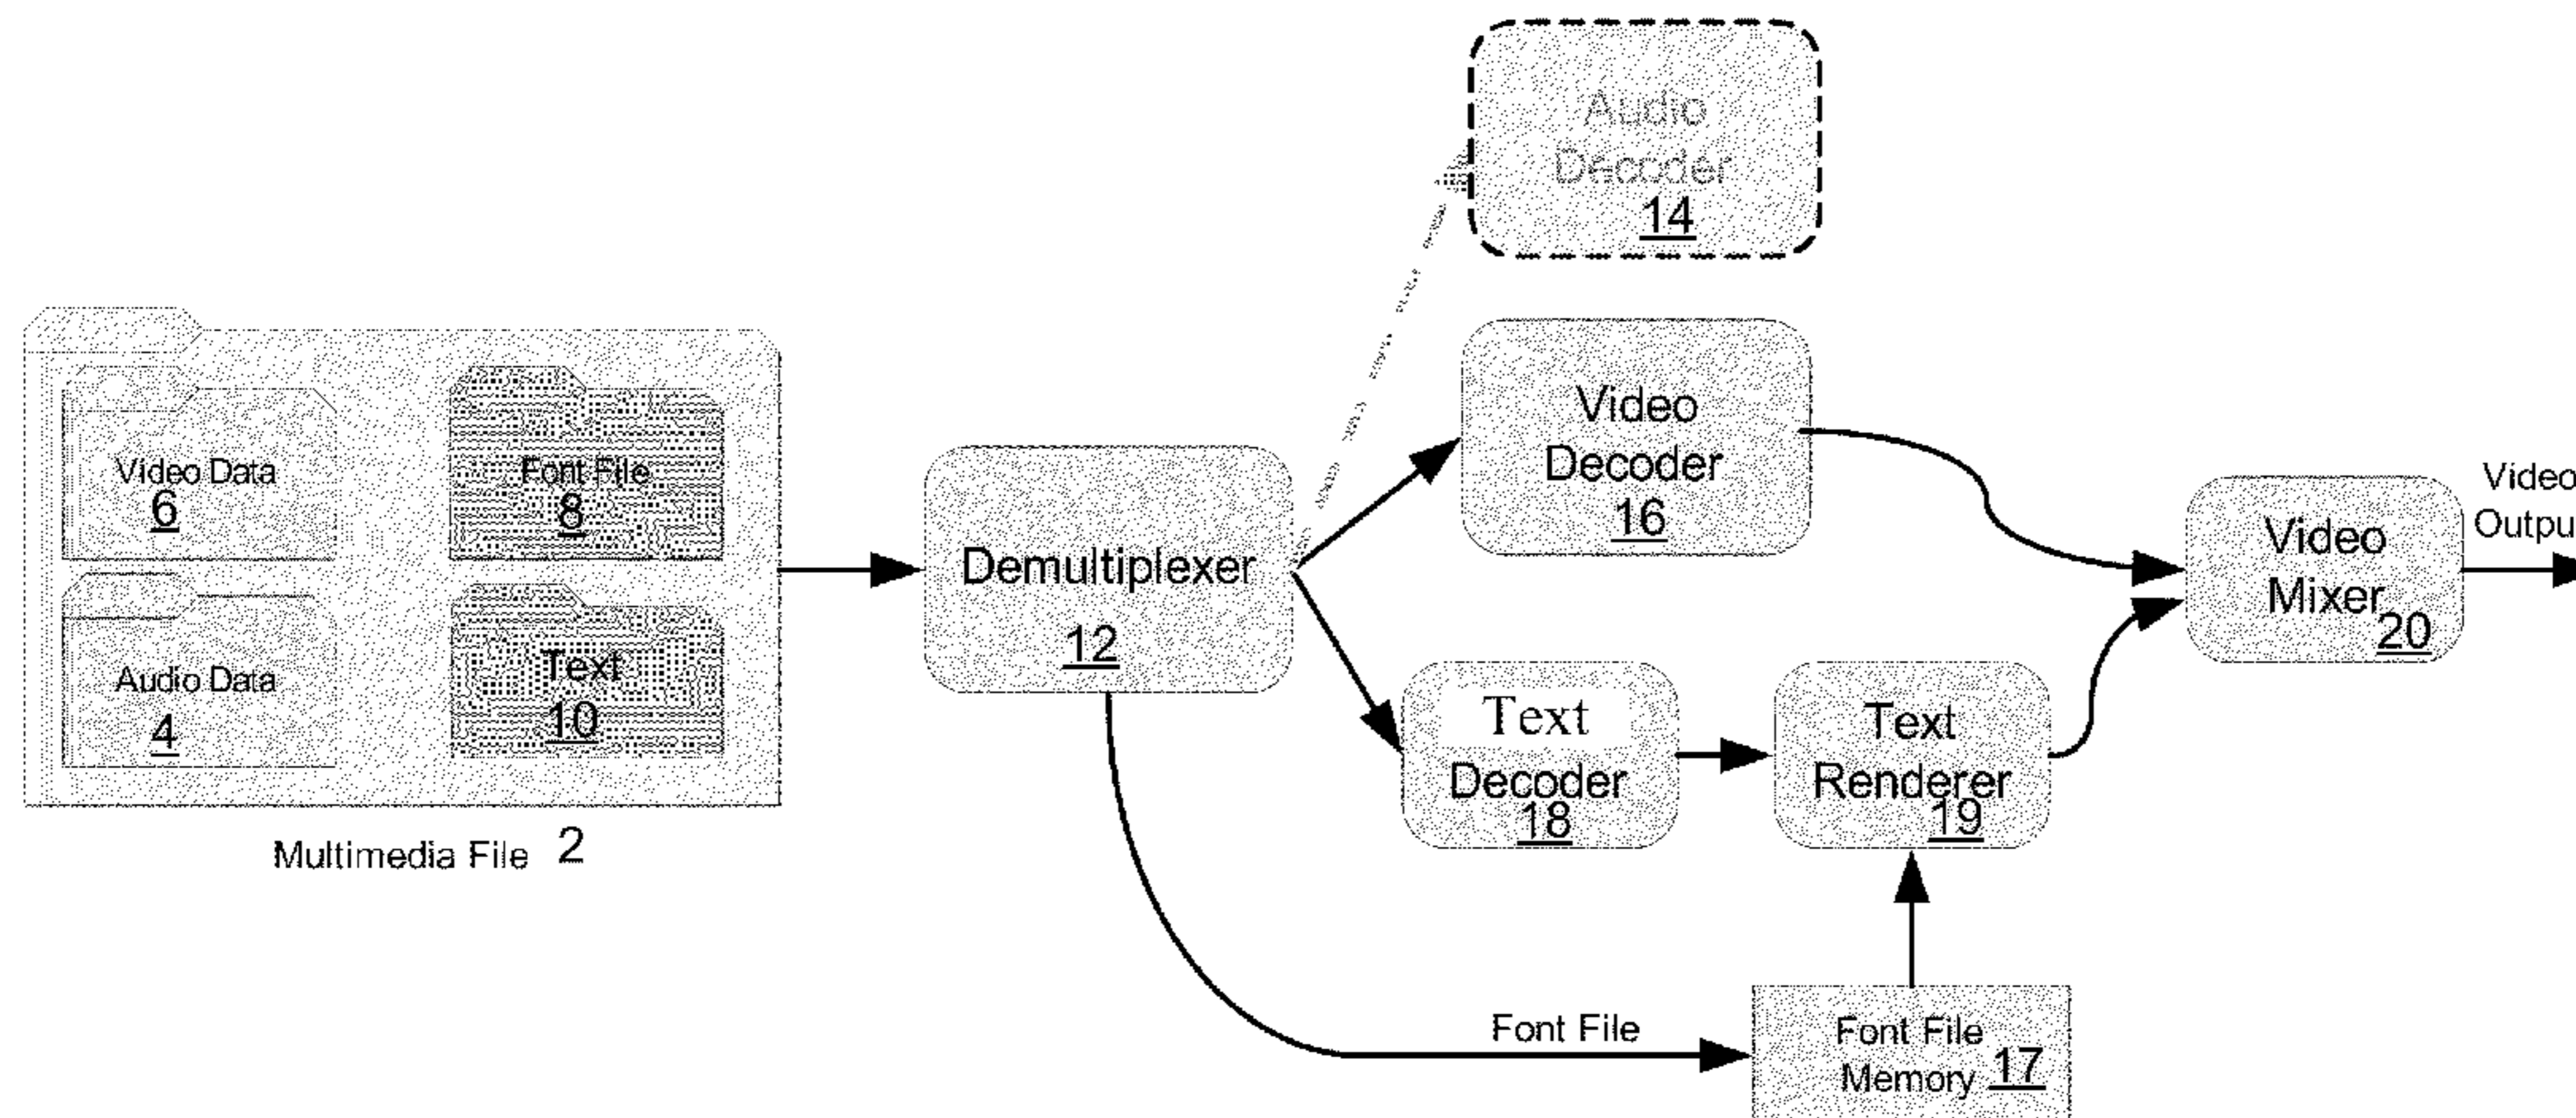 Audio
Decoder
14
Video Data
6
Font File
8
Audio Data
4
Text
10
Multimedia File 2
Demultiplexer
12
Video
Decoder
16
Text
Decoder
18
Text
Renderer
19
Video
Mixer
20
Video
Outpu
Font File
Font File
Memory 17